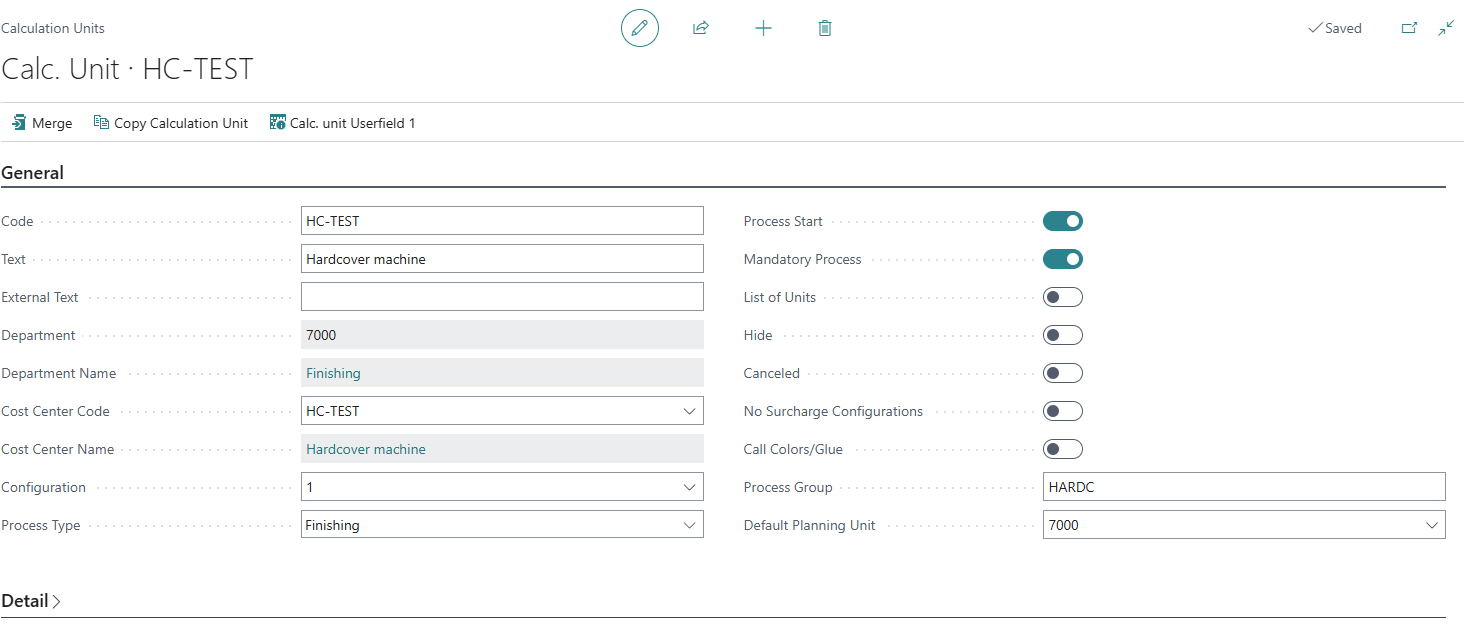 Calculation Units
Saved
Calc. Unit · HC-TEST
Merge
Copy Calculation Unit
Calc. unit Userfield 1
General
Code
HC-TEST
Text
Hardcover machine
External Text
Department
7000
Department Name
Finishing
Cost Center Code
HC-TEST
Cost Center Name
Hardcover machine
Configuration
1
Process Type
Finishing
Process Start
Mandatory Process
List of Units
Hide
Canceled
No Surcharge Configurations
Call Colors/Glue
Process Group
HARDC
Default Planning Unit
7000
Detail